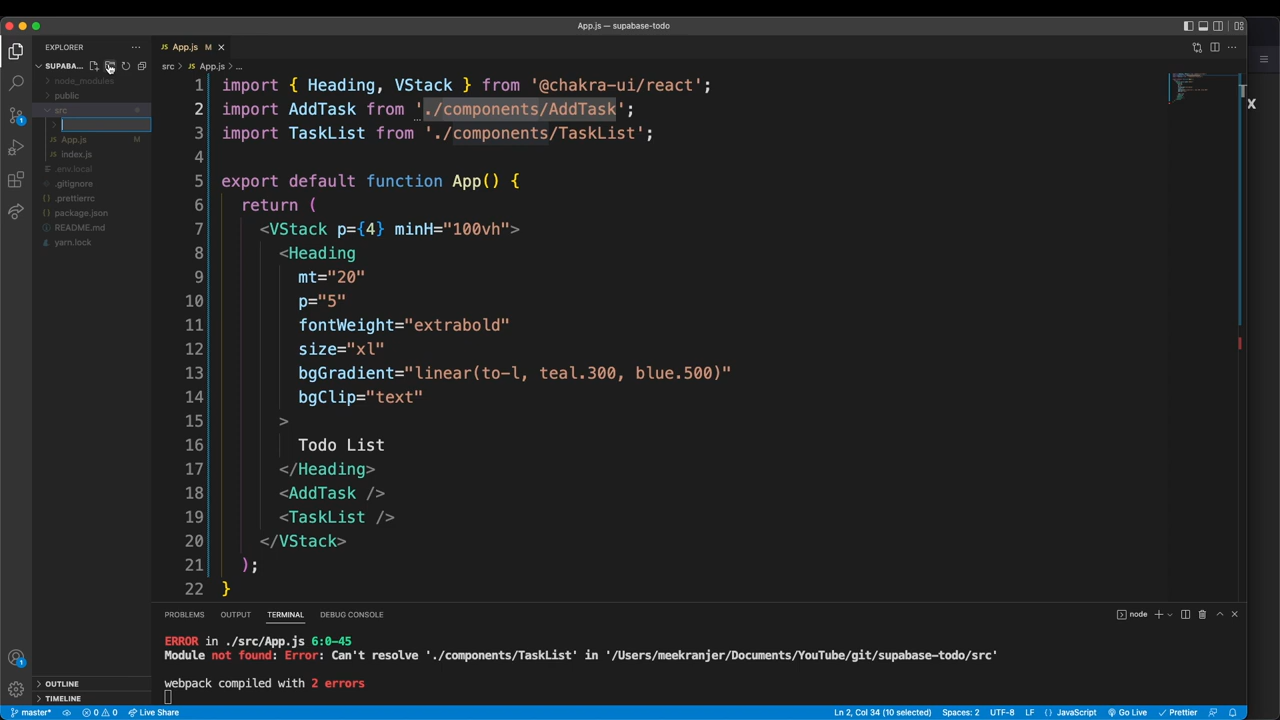 App.js — supabase-todo
EXPLORER
...
JS App.js M
SUPABA...
src > JS App.js > ...
node_modules
public
src
JS App.js M
JS index.js
.env.local
.gitignore
.prettierrc
package.json
README.md
yarn.lock
1 import { Heading, VStack } from '@chakra-ui/react';
2 import AddTask from './components/AddTask';
3 import TaskList from './components/TaskList';
4
5 export default function App() {
6 return (
7 <VStack p={4} minH="100vh">
8 <Heading
9 mt="20"
10 p="5"
11 fontWeight="extrabold"
12 size="xl"
13 bgGradient="linear(to-l, teal.300, blue.500)"
14 bgClip="text"
15 >
16 Todo List
17 </Heading>
18 <AddTask />
19 <TaskList />
20 </VStack>
21 );
22 }
PROBLEMS OUTPUT TERMINAL DEBUG CONSOLE
node
ERROR in ./src/App.js 6:0-45
Module not found: Error: Can't resolve './components/TaskList' in '/Users/meekranjer/Documents/YouTube/git/supabase-todo/src'
webpack compiled with 2 errors
OUTLINE
TIMELINE
master* 0 0 Live Share Ln 2, Col 34 (10 selected) Spaces: 2 UTF-8 LF {} JavaScript Go Live Prettier